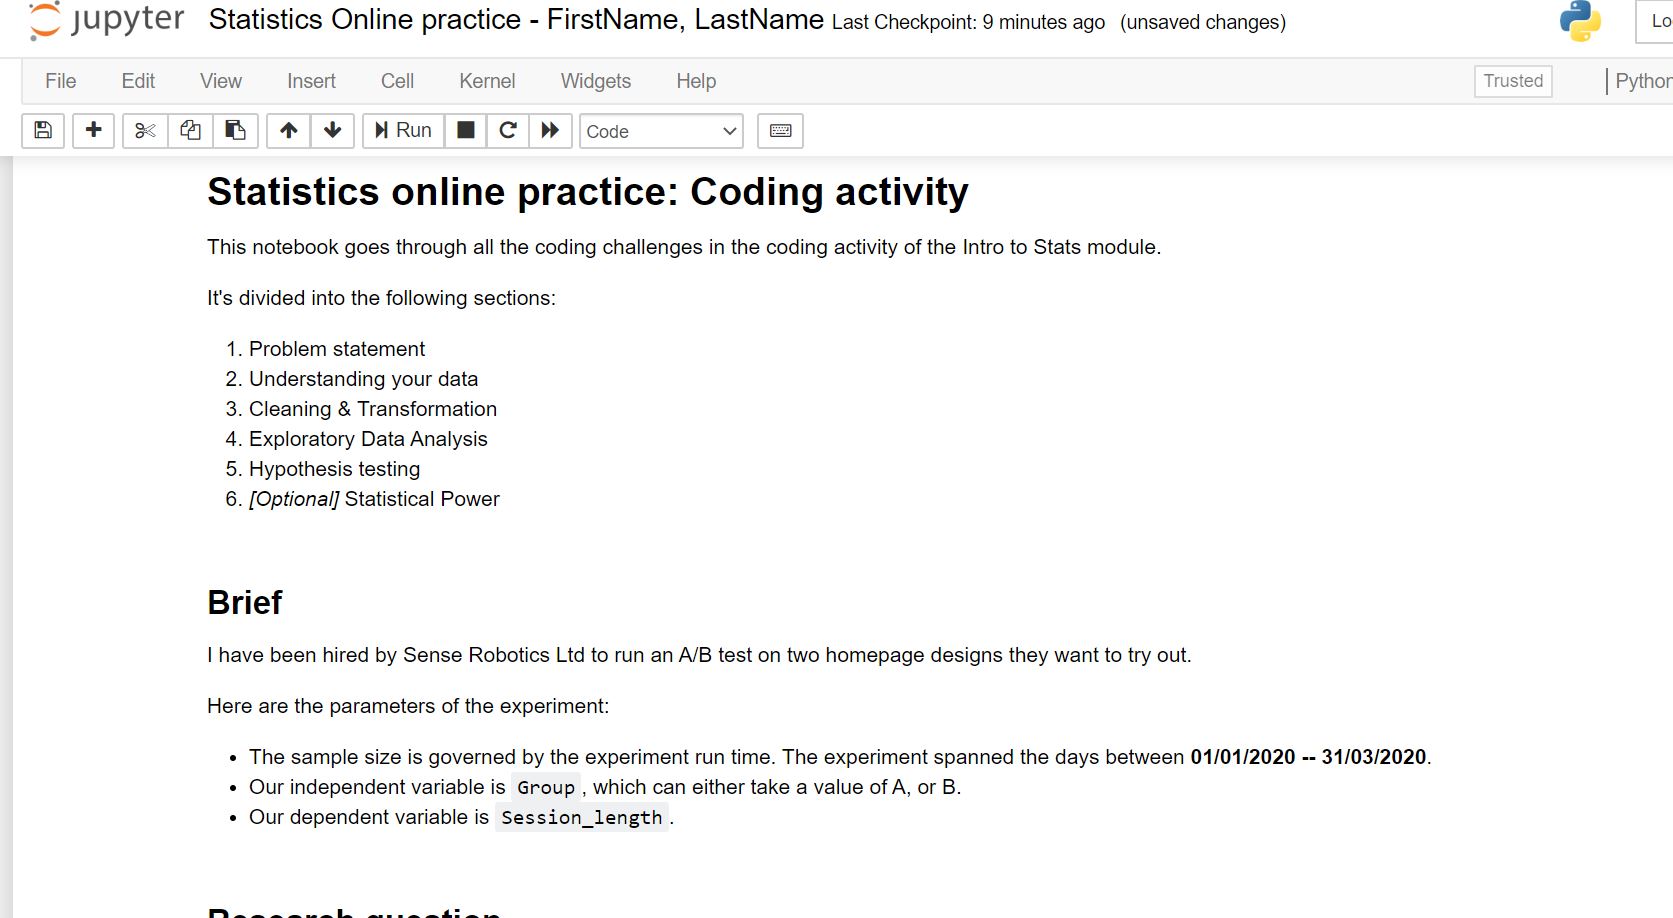 jupyter Statistics Online practice - FirstName, LastName Last Checkpoint: 9 minutes ago (unsaved changes)
File Edit View Insert Cell Kernel Widgets Help Trusted
Run Code
Statistics online practice: Coding activity
This notebook goes through all the coding challenges in the coding activity of the Intro to Stats module.
It's divided into the following sections:
1. Problem statement
2. Understanding your data
3. Cleaning & Transformation
4. Exploratory Data Analysis
5. Hypothesis testing
6. [Optional] Statistical Power
Brief
I have been hired by Sense Robotics Ltd to run an A/B test on two homepage designs they want to try out.
Here are the parameters of the experiment:
• The sample size is governed by the experiment run time. The experiment spanned the days between 01/01/2020 -- 31/03/2020.
• Our independent variable is Group, which can either take a value of A, or B.
• Our dependent variable is Session_length.
Research question